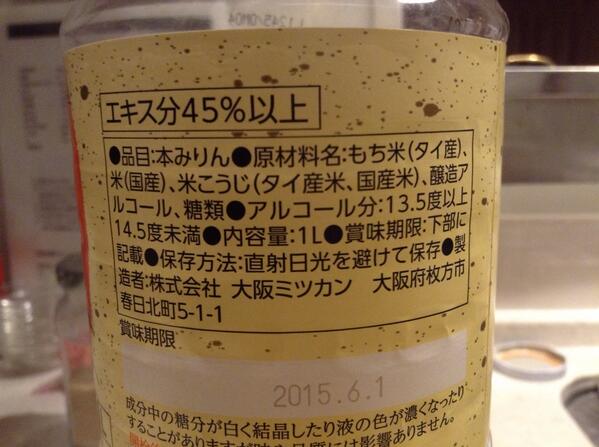 L1245/0M04
エキス分45%以上
●品目:本みりん●原材料名:もち米(タイ産)、
米(国産)、米こうじ(タイ産米、国産米)、醸造ア
ルコール、糖類●アルコール分:13.5度以上
14.5度未満●内容量:1L●賞味期限:下部に
記載●保存方法:直射日光を避けて保存●製
造者:株式会社 大阪ミツカン 大阪府枚方市
春日北町5-1-1
賞味期限
2015.6.1
成分中の糖分が白く結晶したり液の色が濃くなったり
することがありますが
影響ありません。